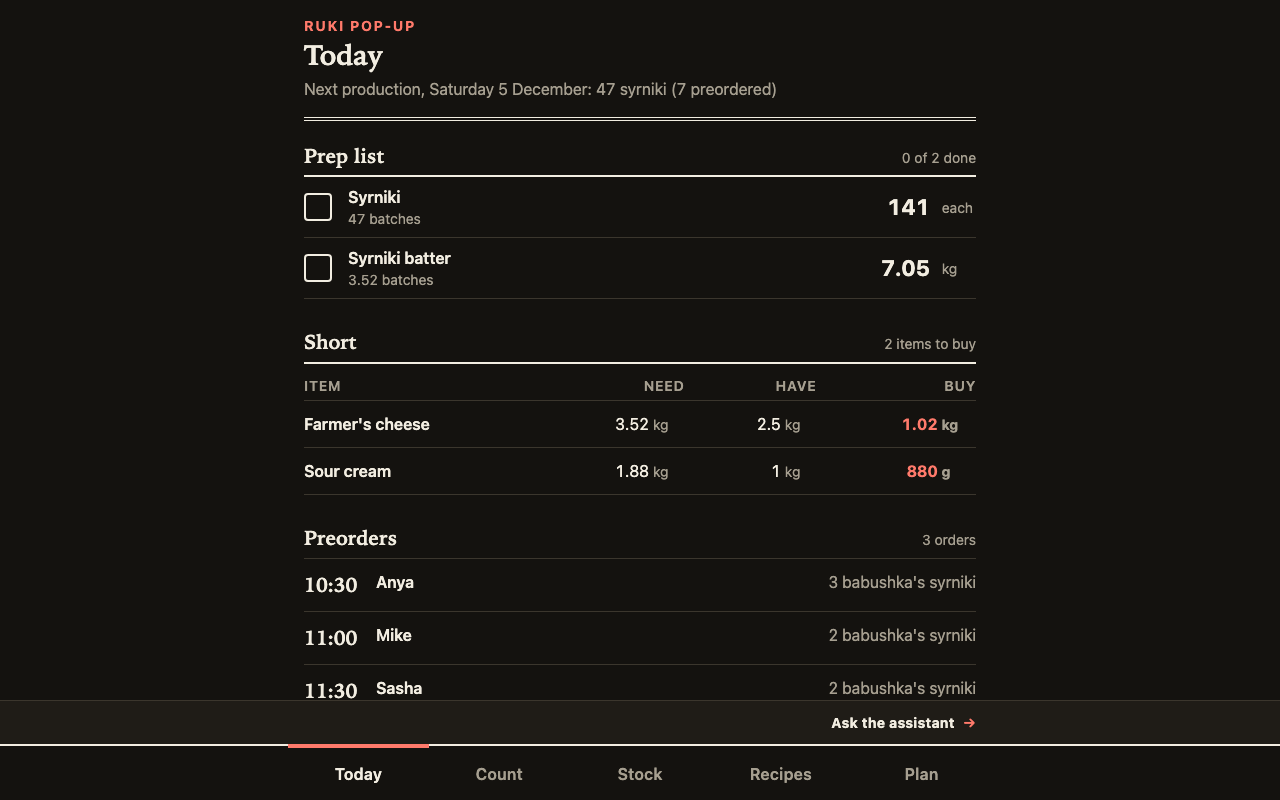 RUKI POP-UP
Today
Next production, Saturday 5 December: 47 syrniki (7 preordered)
Prep list 0 of 2 done
Syrniki 141 each
47 batches
Syrniki batter 7.05 kg
3.52 batches
Short 2 items to buy
ITEM NEED HAVE BUY
Farmer's cheese 3.52 kg 2.5 kg 1.02 kg
Sour cream 1.88 kg 1 kg 880 g
Preorders 3 orders
10:30 Anya 3 babushka's syrniki
11:00 Mike 2 babushka's syrniki
11:30 Sasha 2 babushka's syrniki
Ask the assistant →
Today Count Stock Recipes Plan